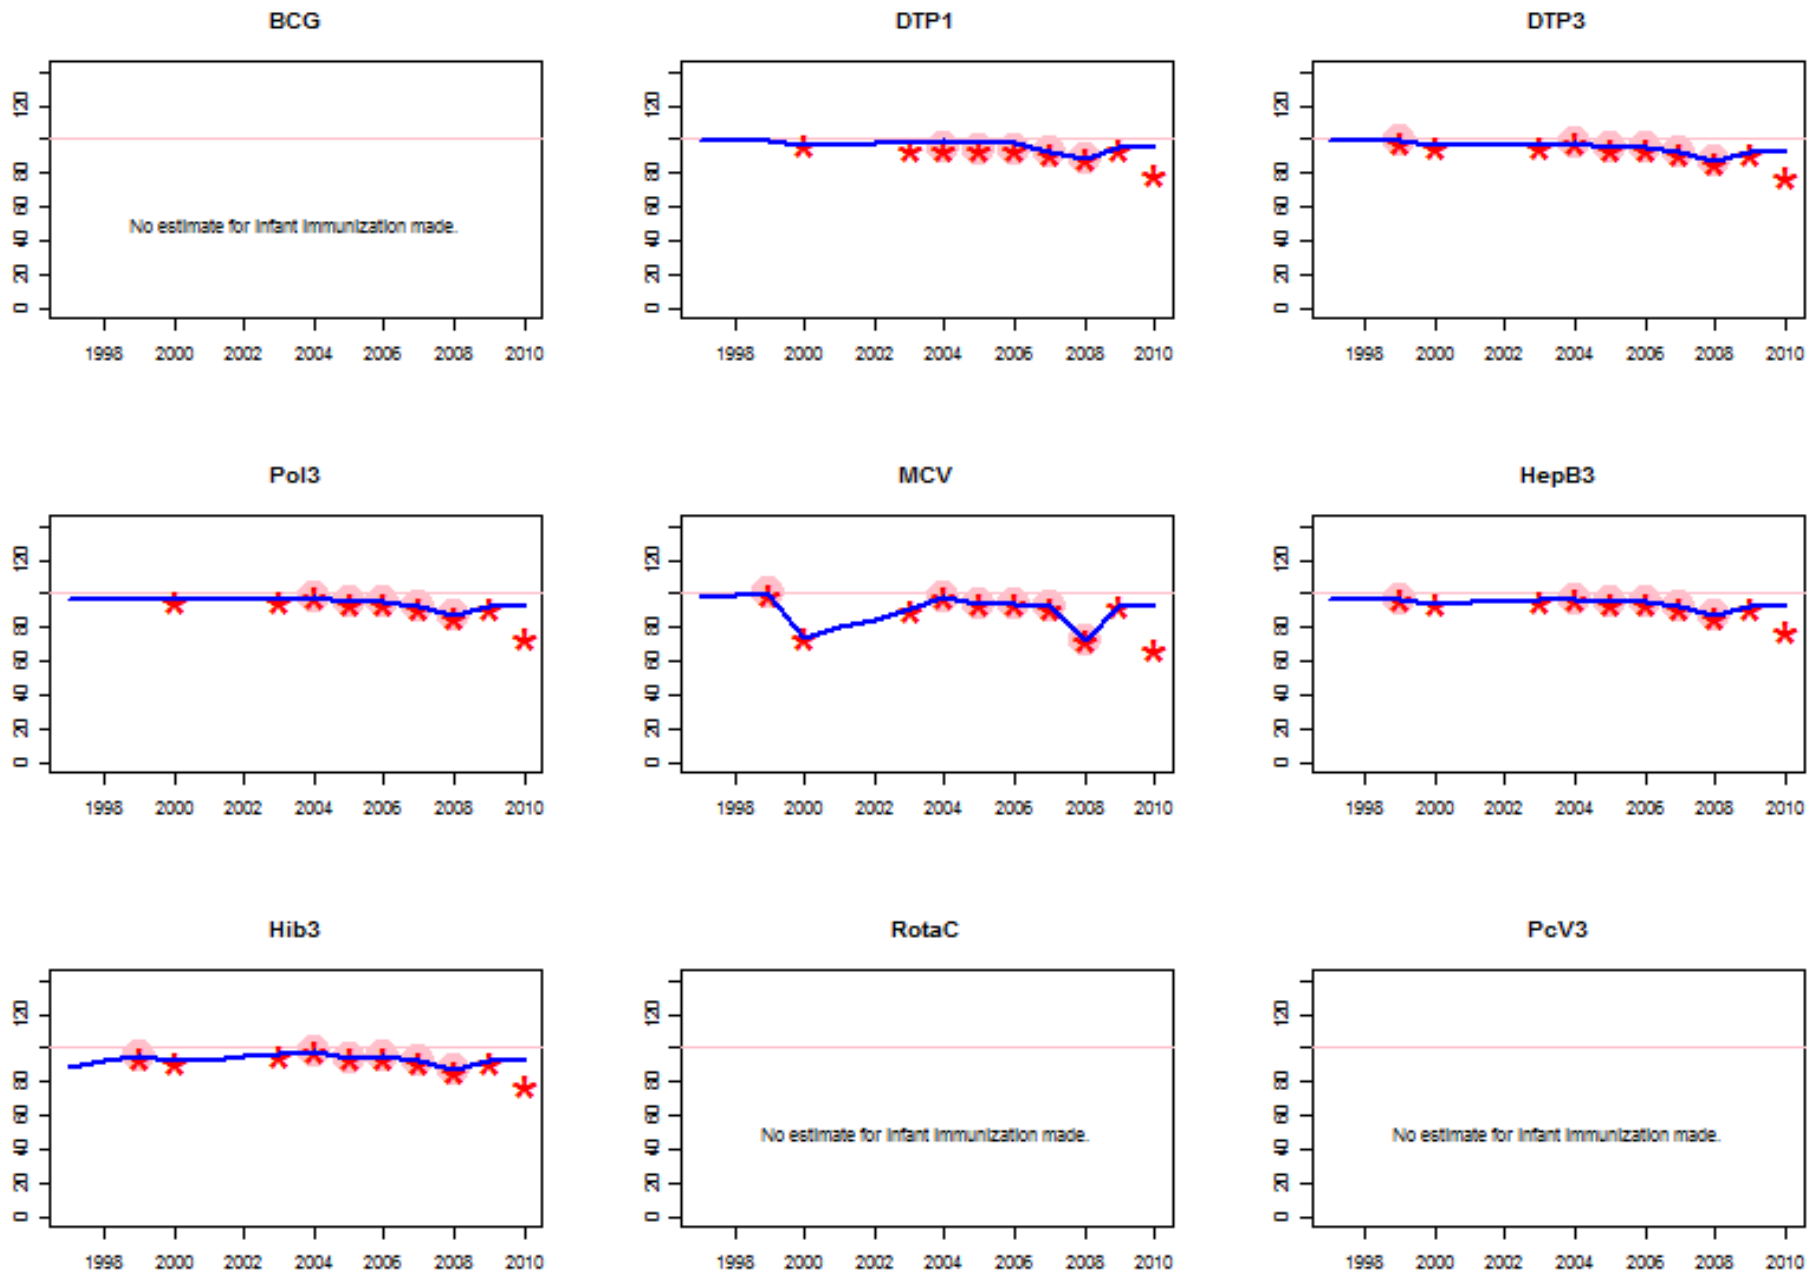 BCG
DTP1
DTP3
0 20 40 60 80 120
0 20 40 60 80 120
0 20 40 60 80 120
No estimate for infant immunization made.
1998 2000 2002 2004 2006 2008 2010
1998 2000 2002 2004 2006 2008 2010
1998 2000 2002 2004 2006 2008 2010
Pol3
MCV
HepB3
0 20 40 60 80 120
0 20 40 60 80 120
0 20 40 60 80 120
1998 2000 2002 2004 2006 2008 2010
1998 2000 2002 2004 2006 2008 2010
1998 2000 2002 2004 2006 2008 2010
Hib3
RotaC
PcV3
0 20 40 60 80 120
0 20 40 60 80 120
0 20 40 60 80 120
No estimate for infant immunization made.
No estimate for infant immunization made.
1998 2000 2002 2004 2006 2008 2010
1998 2000 2002 2004 2006 2008 2010
1998 2000 2002 2004 2006 2008 2010